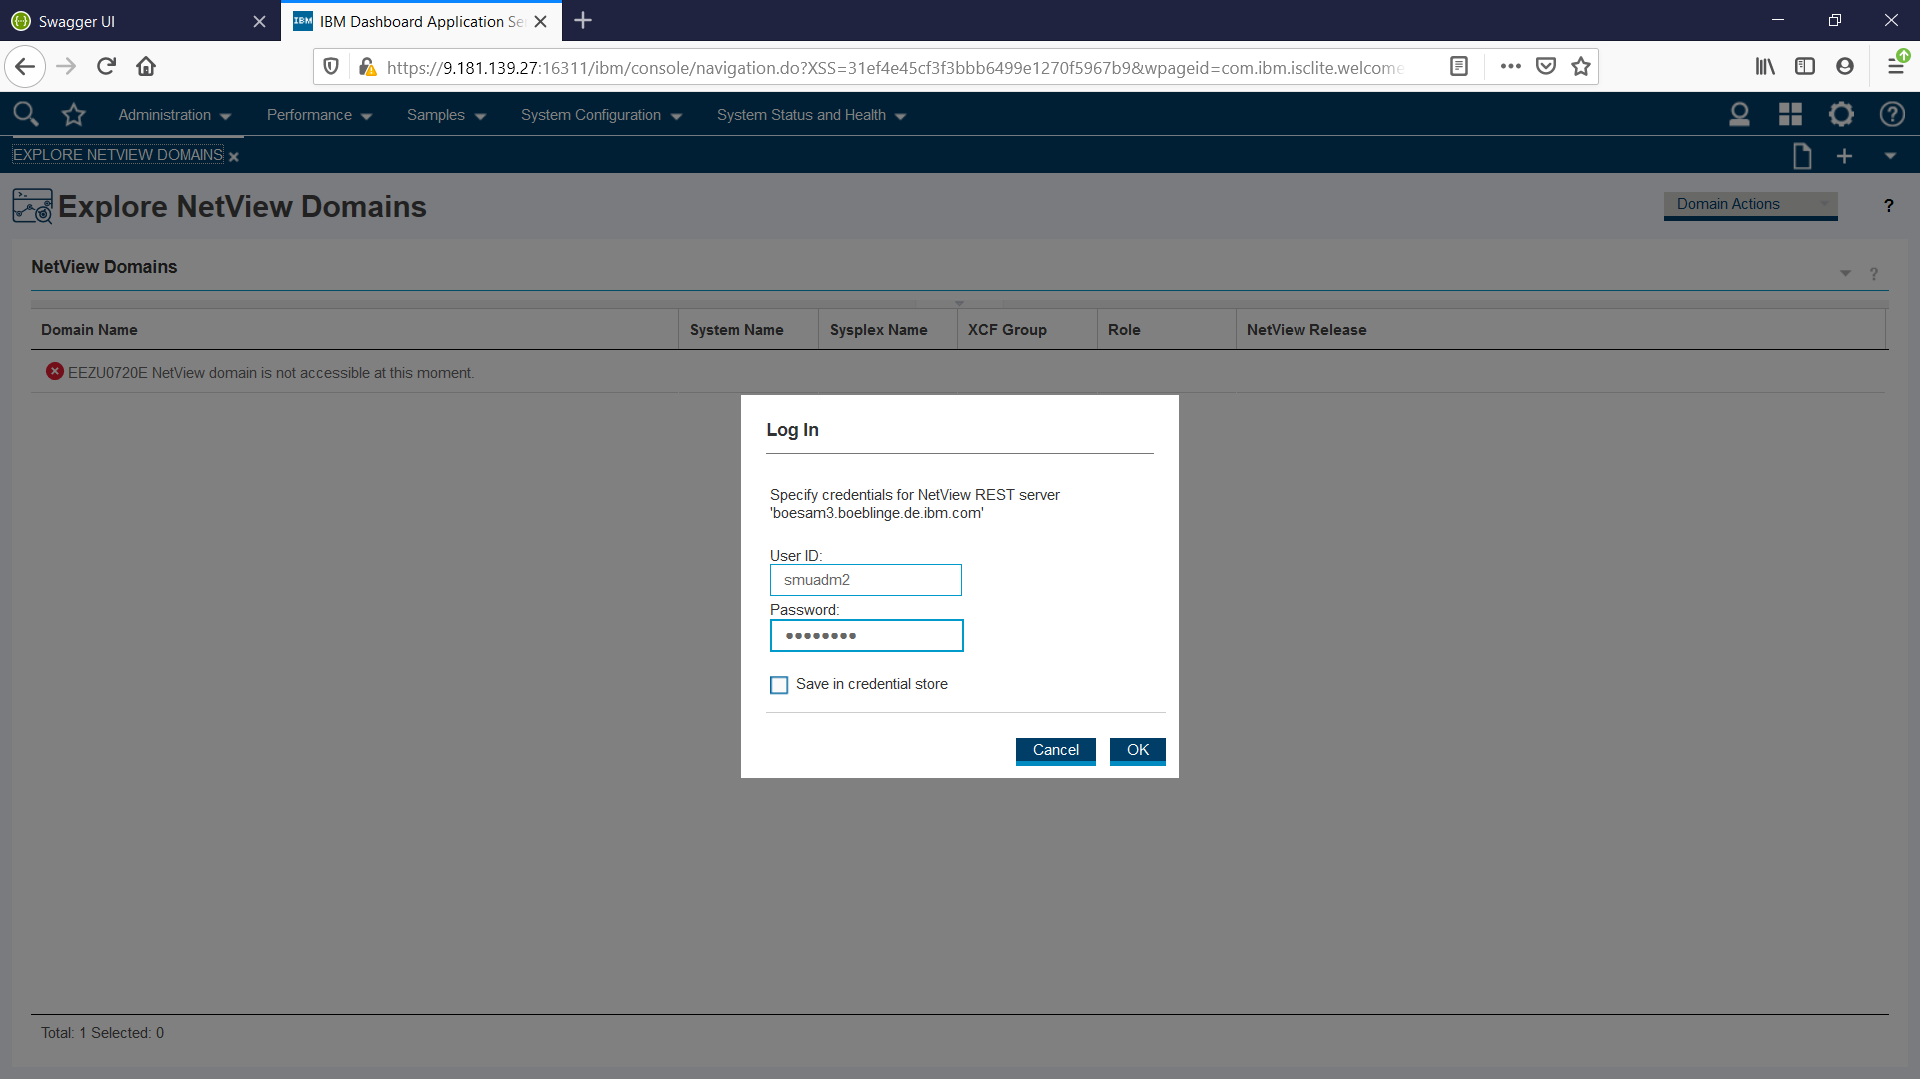 Swagger UI
IBM IBM Dashboard Application Se
https://9.181.139.27:16311/ibm/console/navigation.do?XSS=31ef4e45cf3f3bbb6499e1270f5967b9&wpageid=com.ibm.isclite.welcome
Administration Performance Samples System Configuration System Status and Health
EXPLORE NETVIEW DOMAINS
Explore NetView Domains
Domain Actions
?
NetView Domains
?
Domain Name System Name Sysplex Name XCF Group Role NetView Release
EEZU0720E NetView domain is not accessible at this moment.
Log In
Specify credentials for NetView REST server
'boesam3.boeblinge.de.ibm.com'
User ID:
smuadm2
Password:
••••••••
Save in credential store
Cancel OK
Total: 1 Selected: 0